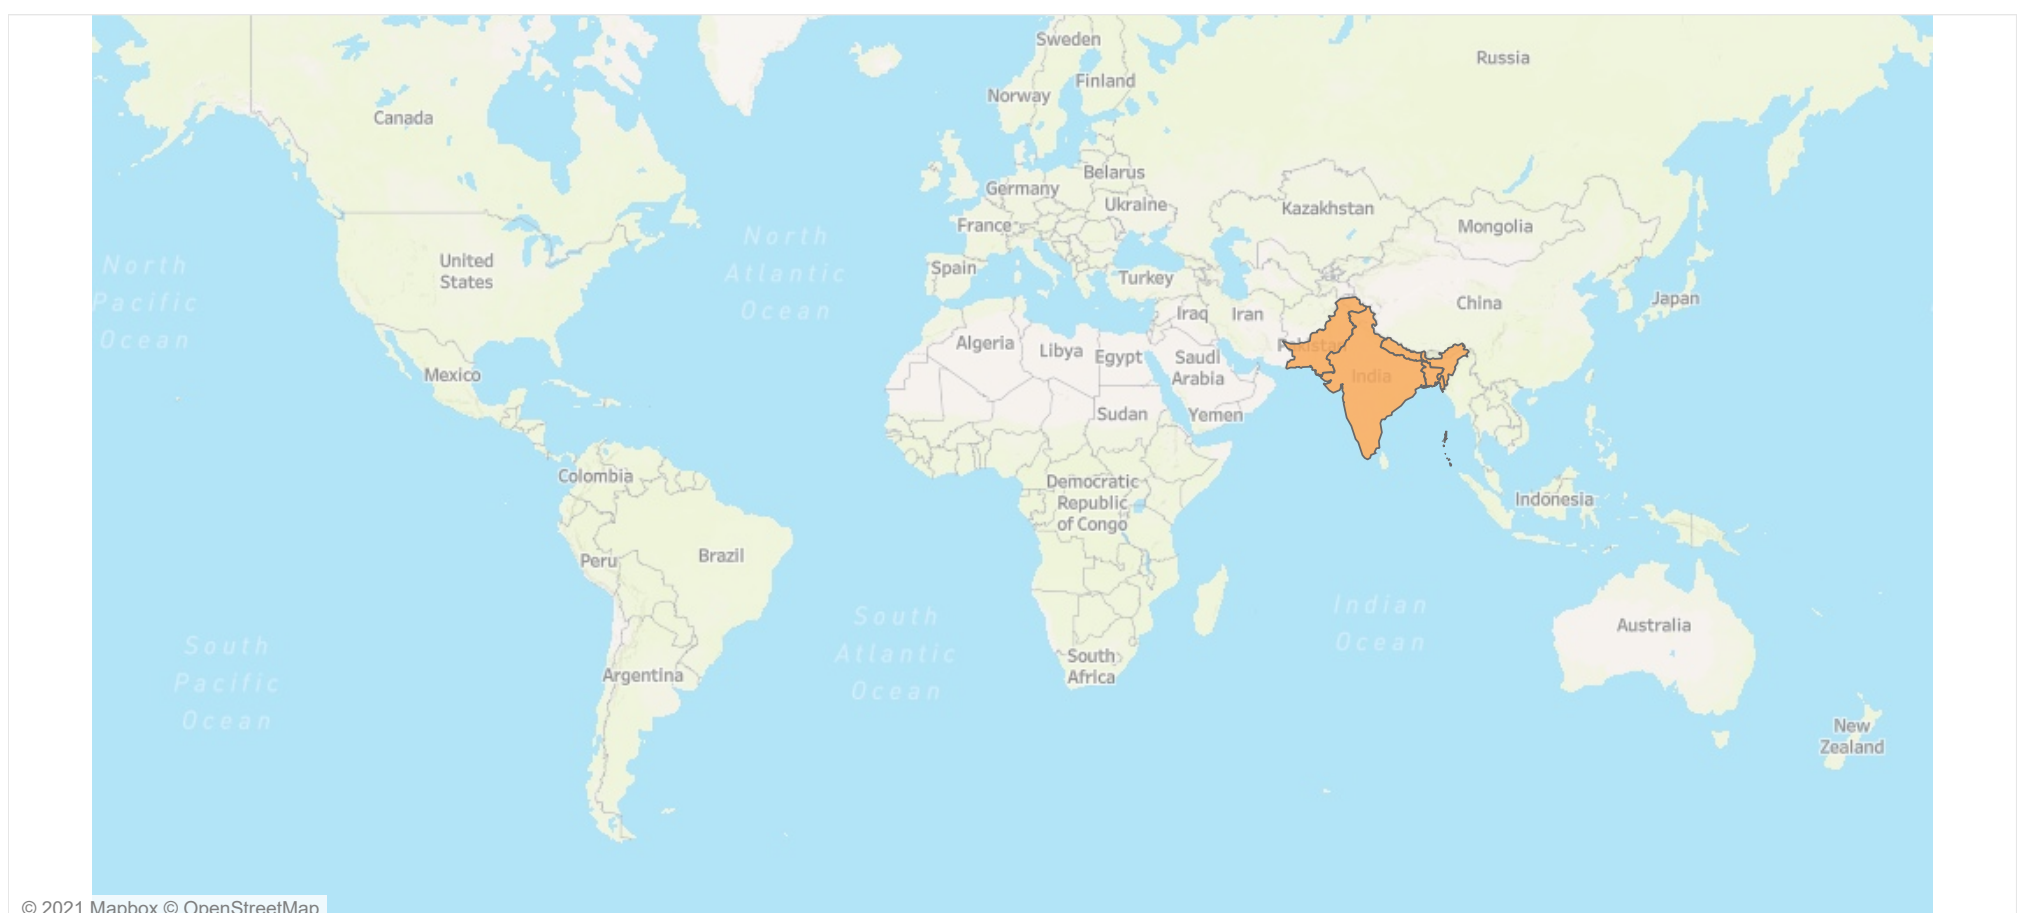 Sweden
Russia
Finland
Norway
Canada
Belarus
Germany
Ukraine
Kazakhstan
France
Mongolia
North
Atlantic
Ocean
North
Pacific
Ocean
United
States
Spain
Turkey
China
Japan
Iraq
Iran
Algeria
Libya
Egypt
Saudi
Arabia
Pakistan
India
Mexico
Sudan
Yemen
Colombia
Democratic
Republic
of Congo
Indonesia
Peru
Brazil
Indian
Ocean
South
Atlantic
Ocean
Australia
South
Pacific
Ocean
South
Africa
Argentina
New
Zealand
© 2021 Mapbox © OpenStreetMap